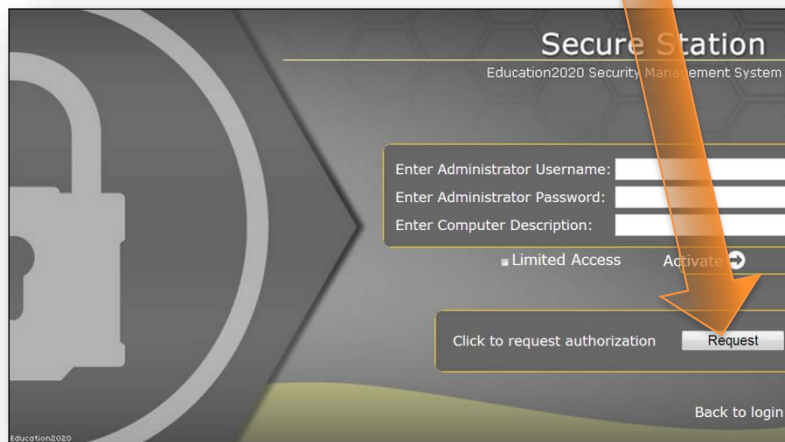 Secure Station
Education2020 Security Management System
Enter Administrator Username:
Enter Administrator Password:
Enter Computer Description:
Limited Access Activate
Click to request authorization Request
Back to login
Education2020